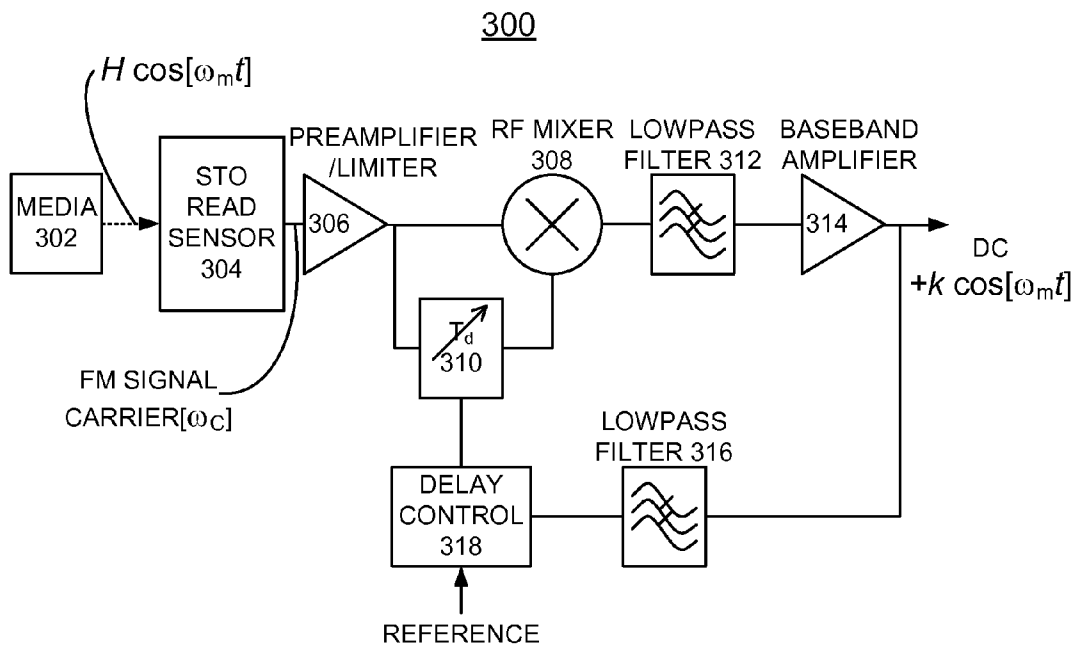 300
H cos[ωmt]
MEDIA
302
STO
READ
SENSOR
304
PREAMPLIFIER
/LIMITER
306
RF MIXER
308
LOWPASS
FILTER 312
BASEBAND
AMPLIFIER
314
DC
+k cos[ωmt]
Td
310
FM SIGNAL
CARRIER[ωC]
LOWPASS
FILTER 316
DELAY
CONTROL
318
REFERENCE